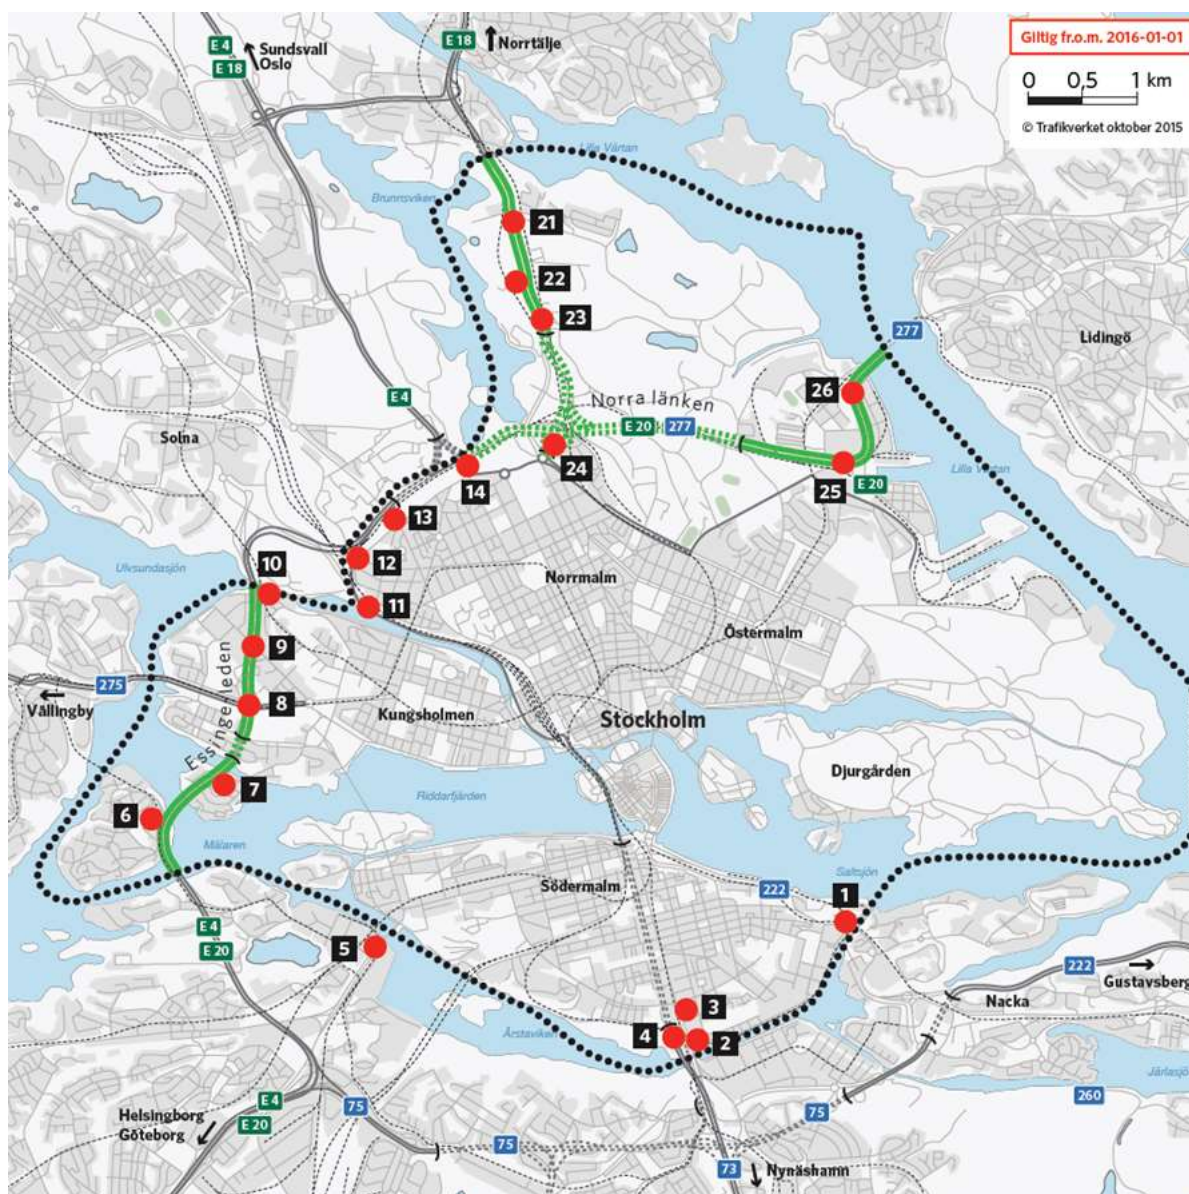 Giltig fr.o.m. 2016-01-01
0 0,5 1 km
© Trafikverket oktober 2015
E 4
E 18
Sundsvall
Oslo
E 18
Norrtälje
Lilla Värtan
Brunnsviken
21
22
23
277
Lidingö
26
E 4
Norra länken
E 20
277
Solna
24
14
25
E 20
Lilla Värtan
13
12
Ulvsundasjön
10
Norrmalm
11
Östermalm
9
Essingeleden
275
Vällingby
8
Kungsholmen
Stockholm
7
Djurgården
Riddarfjärden
6
Mälaren
Saltsjön
Södermalm
222
1
E 4
E 20
5
222
Gustavsberg
Nacka
3
4
2
Årstaviken
Järlasjö
260
Helsingborg
Göteborg
E 4
E 20
75
75
75
73
Nynäshamn